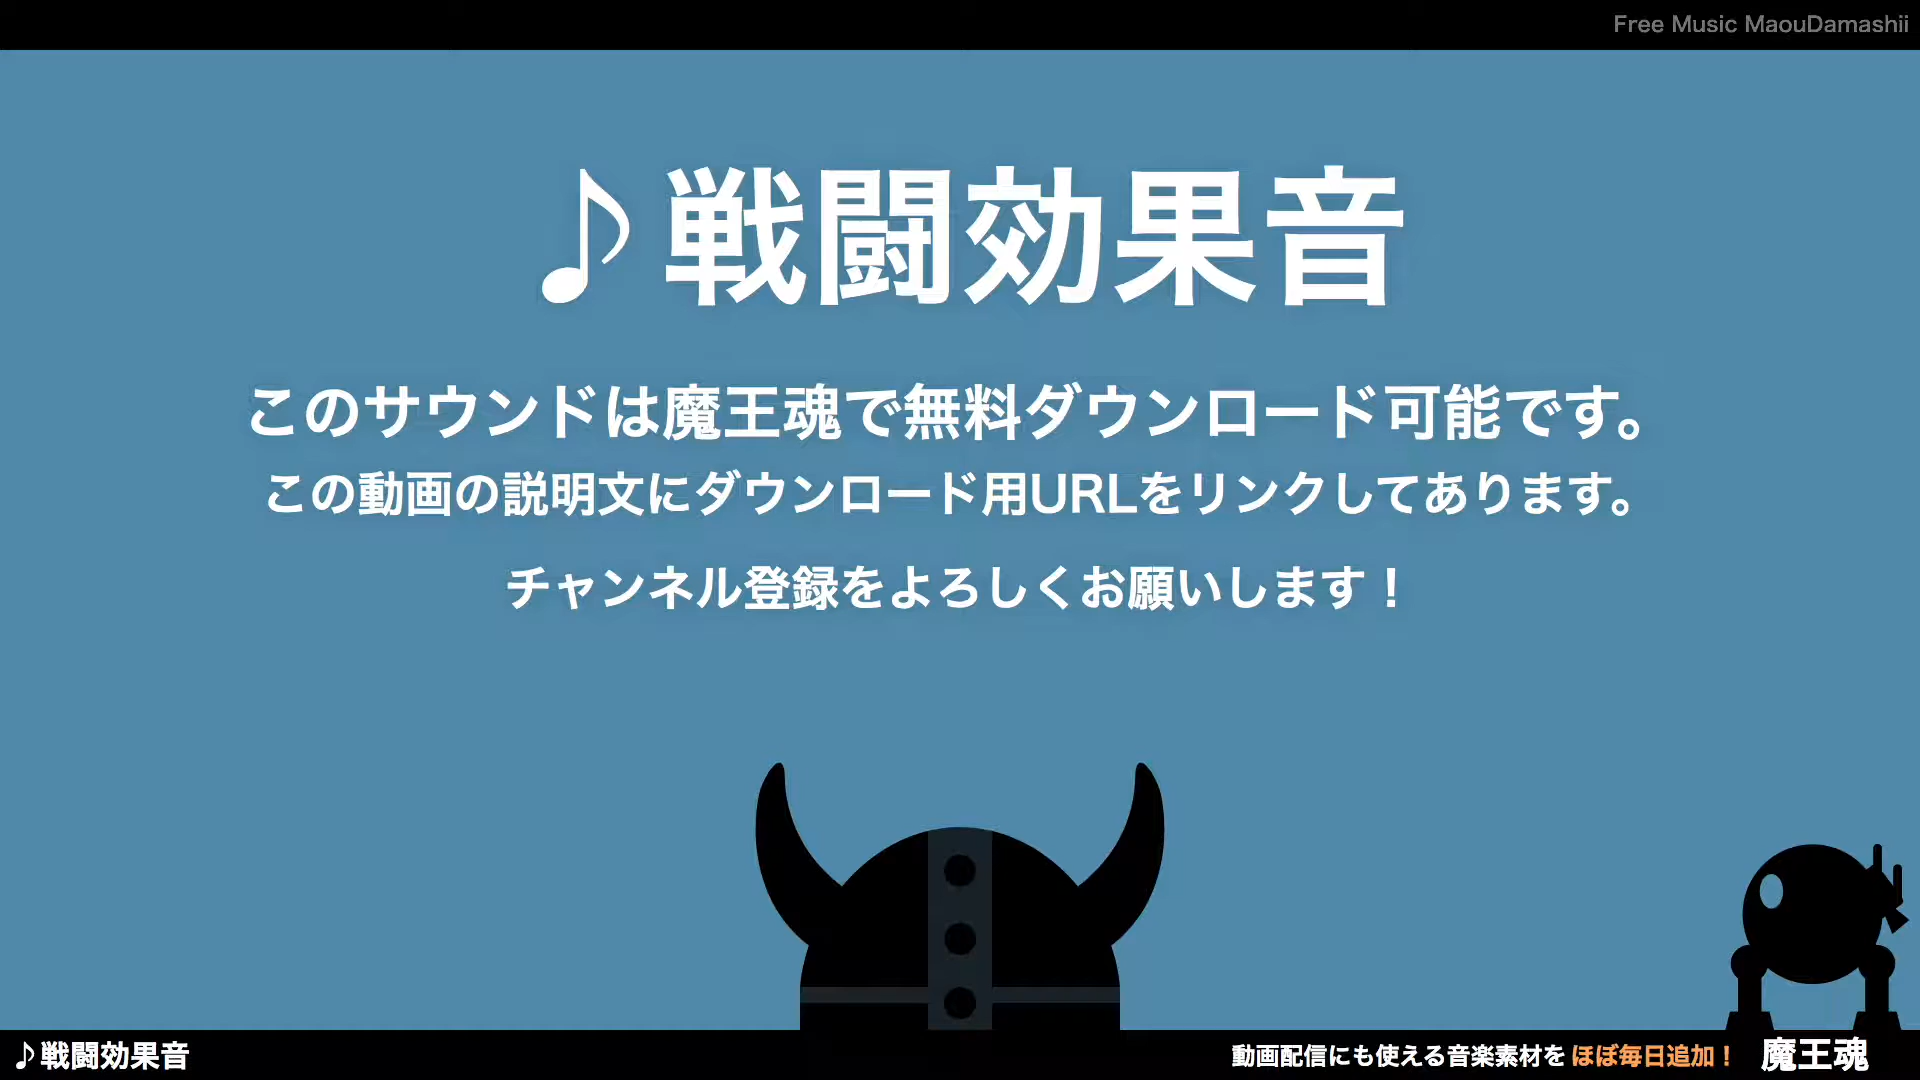 Free Music MaouDamashii
♪戦闘効果音
このサウンドは魔王魂で無料ダウンロード可能です。
この動画の説明文にダウンロード用URLをリンクしてあります。
チャンネル登録をよろしくお願いします！
♪戦闘効果音
動画配信にも使える音楽素材を ほぼ毎日追加！ 魔王魂